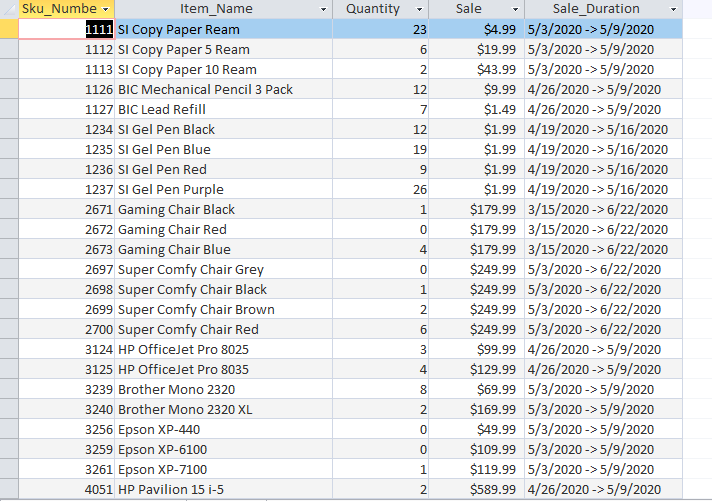 Sku_Numbe Item_Name Quantity Sale Sale_Duration
1111 SI Copy Paper Ream 23 $4.99 5/3/2020 -> 5/9/2020
1112 SI Copy Paper 5 Ream 6 $19.99 5/3/2020 -> 5/9/2020
1113 SI Copy Paper 10 Ream 2 $43.99 5/3/2020 -> 5/9/2020
1126 BIC Mechanical Pencil 3 Pack 12 $9.99 4/26/2020 -> 5/9/2020
1127 BIC Lead Refill 7 $1.49 4/26/2020 -> 5/9/2020
1234 SI Gel Pen Black 12 $1.99 4/19/2020 -> 5/16/2020
1235 SI Gel Pen Blue 19 $1.99 4/19/2020 -> 5/16/2020
1236 SI Gel Pen Red 9 $1.99 4/19/2020 -> 5/16/2020
1237 SI Gel Pen Purple 26 $1.99 4/19/2020 -> 5/16/2020
2671 Gaming Chair Black 1 $179.99 3/15/2020 -> 6/22/2020
2672 Gaming Chair Red 0 $179.99 3/15/2020 -> 6/22/2020
2673 Gaming Chair Blue 4 $179.99 3/15/2020 -> 6/22/2020
2697 Super Comfy Chair Grey 0 $249.99 5/3/2020 -> 6/22/2020
2698 Super Comfy Chair Black 1 $249.99 5/3/2020 -> 6/22/2020
2699 Super Comfy Chair Brown 2 $249.99 5/3/2020 -> 6/22/2020
2700 Super Comfy Chair Red 6 $249.99 5/3/2020 -> 6/22/2020
3124 HP OfficeJet Pro 8025 3 $99.99 4/26/2020 -> 5/9/2020
3125 HP OfficeJet Pro 8035 4 $129.99 4/26/2020 -> 5/9/2020
3239 Brother Mono 2320 8 $69.99 5/3/2020 -> 5/9/2020
3240 Brother Mono 2320 XL 2 $169.99 5/3/2020 -> 5/9/2020
3256 Epson XP-440 0 $49.99 5/3/2020 -> 5/9/2020
3259 Epson XP-6100 0 $109.99 5/3/2020 -> 5/9/2020
3261 Epson XP-7100 1 $119.99 5/3/2020 -> 5/9/2020
4051 HP Pavilion 15 i-5 2 $589.99 4/26/2020 -> 5/9/2020